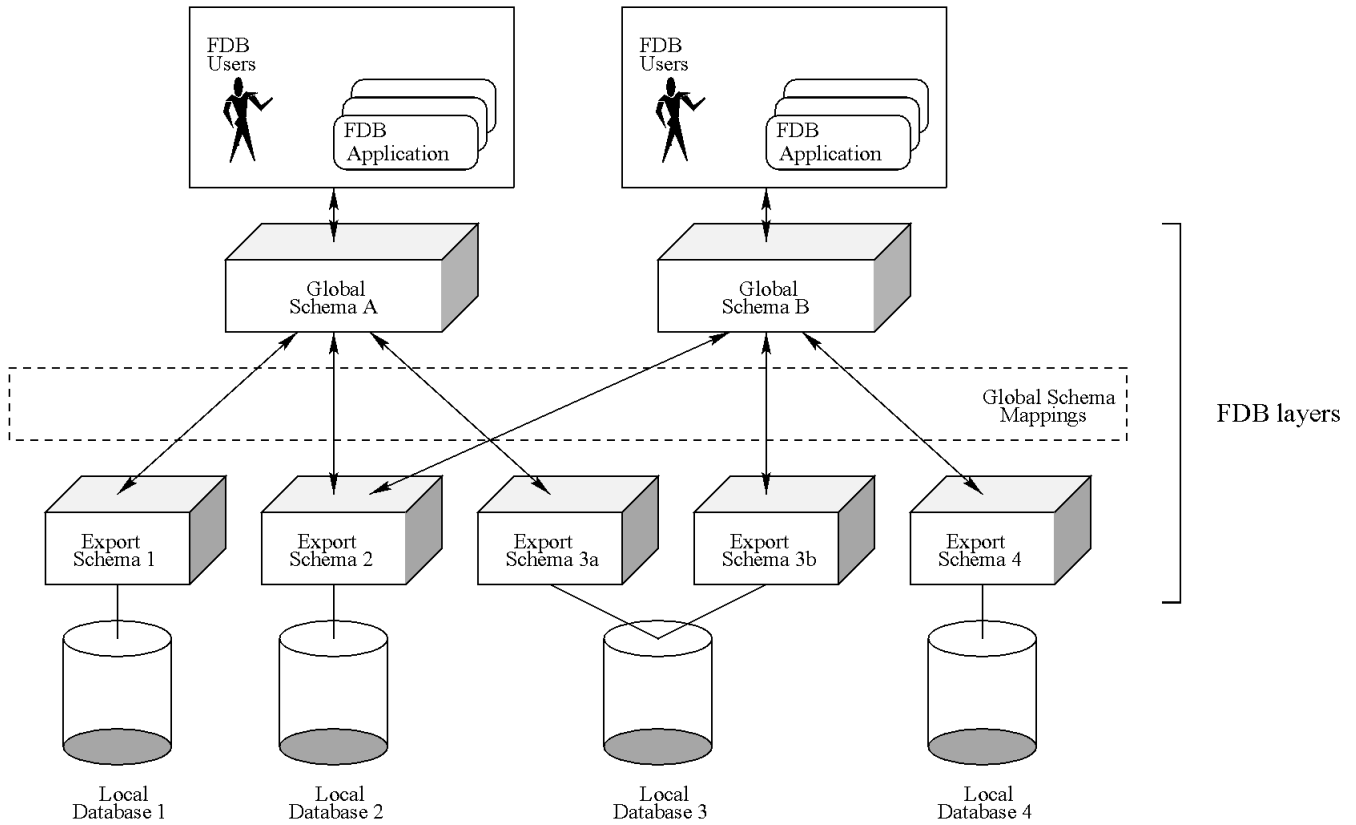 FDB
Users
FDB
Application
FDB
Users
FDB
Application
Global
Schema A
Global
Schema B
Global Schema
Mappings
FDB layers
Export
Schema 1
Export
Schema 2
Export
Schema 3a
Export
Schema 3b
Export
Schema 4
Local
Database 1
Local
Database 2
Local
Database 3
Local
Database 4